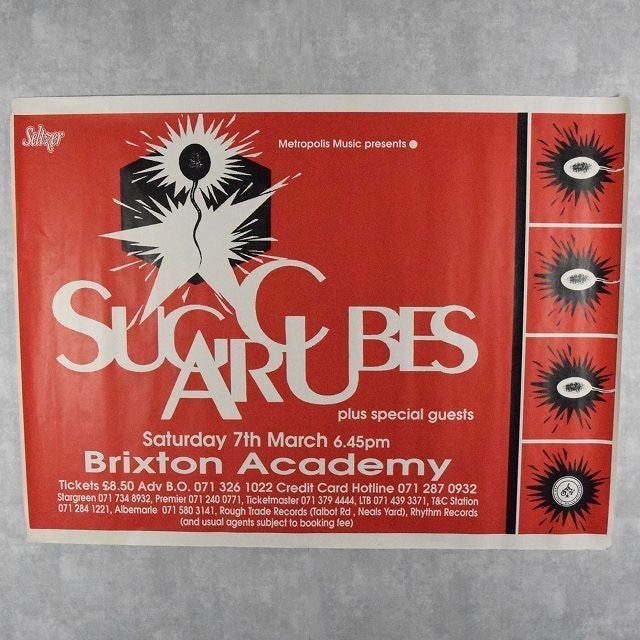 Seltzer
Metropolis Music presents
SUGARCUBES
plus special guests
Saturday 7th March 6.45pm
Brixton Academy
Tickets £8.50 Adv B.O. 071 326 1022 Credit Card Hotline 071 287 0932
Stargreen 071 734 8932, Premier 071 240 0771, Ticketmaster 071 379 4444, LTB 071 439 3371, T&C Station
071 284 1221, Albemarle 071 580 3141, Rough Trade Records (Talbot Rd , Neals Yard), Rhythm Records
(and usual agents subject to booking fee)